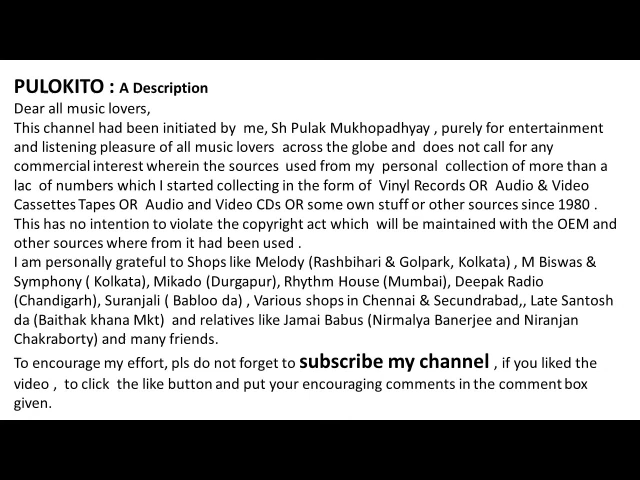 PULOKITO : A Description
Dear all music lovers,
This channel had been initiated by me, Sh Pulak Mukhopadhyay , purely for entertainment
and listening pleasure of all music lovers across the globe and does not call for any
commercial interest wherein the sources used from my personal collection of more than a
lac of numbers which I started collecting in the form of Vinyl Records OR Audio & Video
Cassettes Tapes OR Audio and Video CDs OR some own stuff or other sources since 1980 .
This has no intention to violate the copyright act which will be maintained with the OEM and
other sources where from it had been used .
I am personally grateful to Shops like Melody (Rashbihari & Golpark, Kolkata) , M Biswas &
Symphony ( Kolkata), Mikado (Durgapur), Rhythm House (Mumbai), Deepak Radio
(Chandigarh), Suranjali ( Babloo da) , Various shops in Chennai & Secundrabad,, Late Santosh
da (Baithak khana Mkt) and relatives like Jamai Babus (Nirmalya Banerjee and Niranjan
Chakraborty) and many friends.
To encourage my effort, pls do not forget to subscribe my channel , if you liked the
video , to click the like button and put your encouraging comments in the comment box
given.